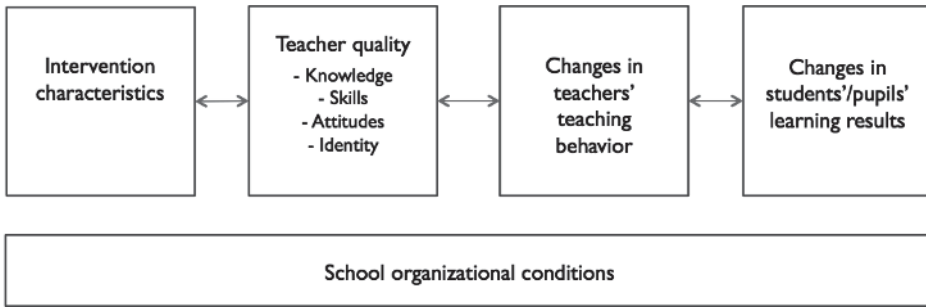 Intervention
characteristics
Teacher quality
- Knowledge
- Skills
- Attitudes
- Identity
Changes in
teachers’
teaching
behavior
Changes in
students’/pupils’
learning results
School organizational conditions